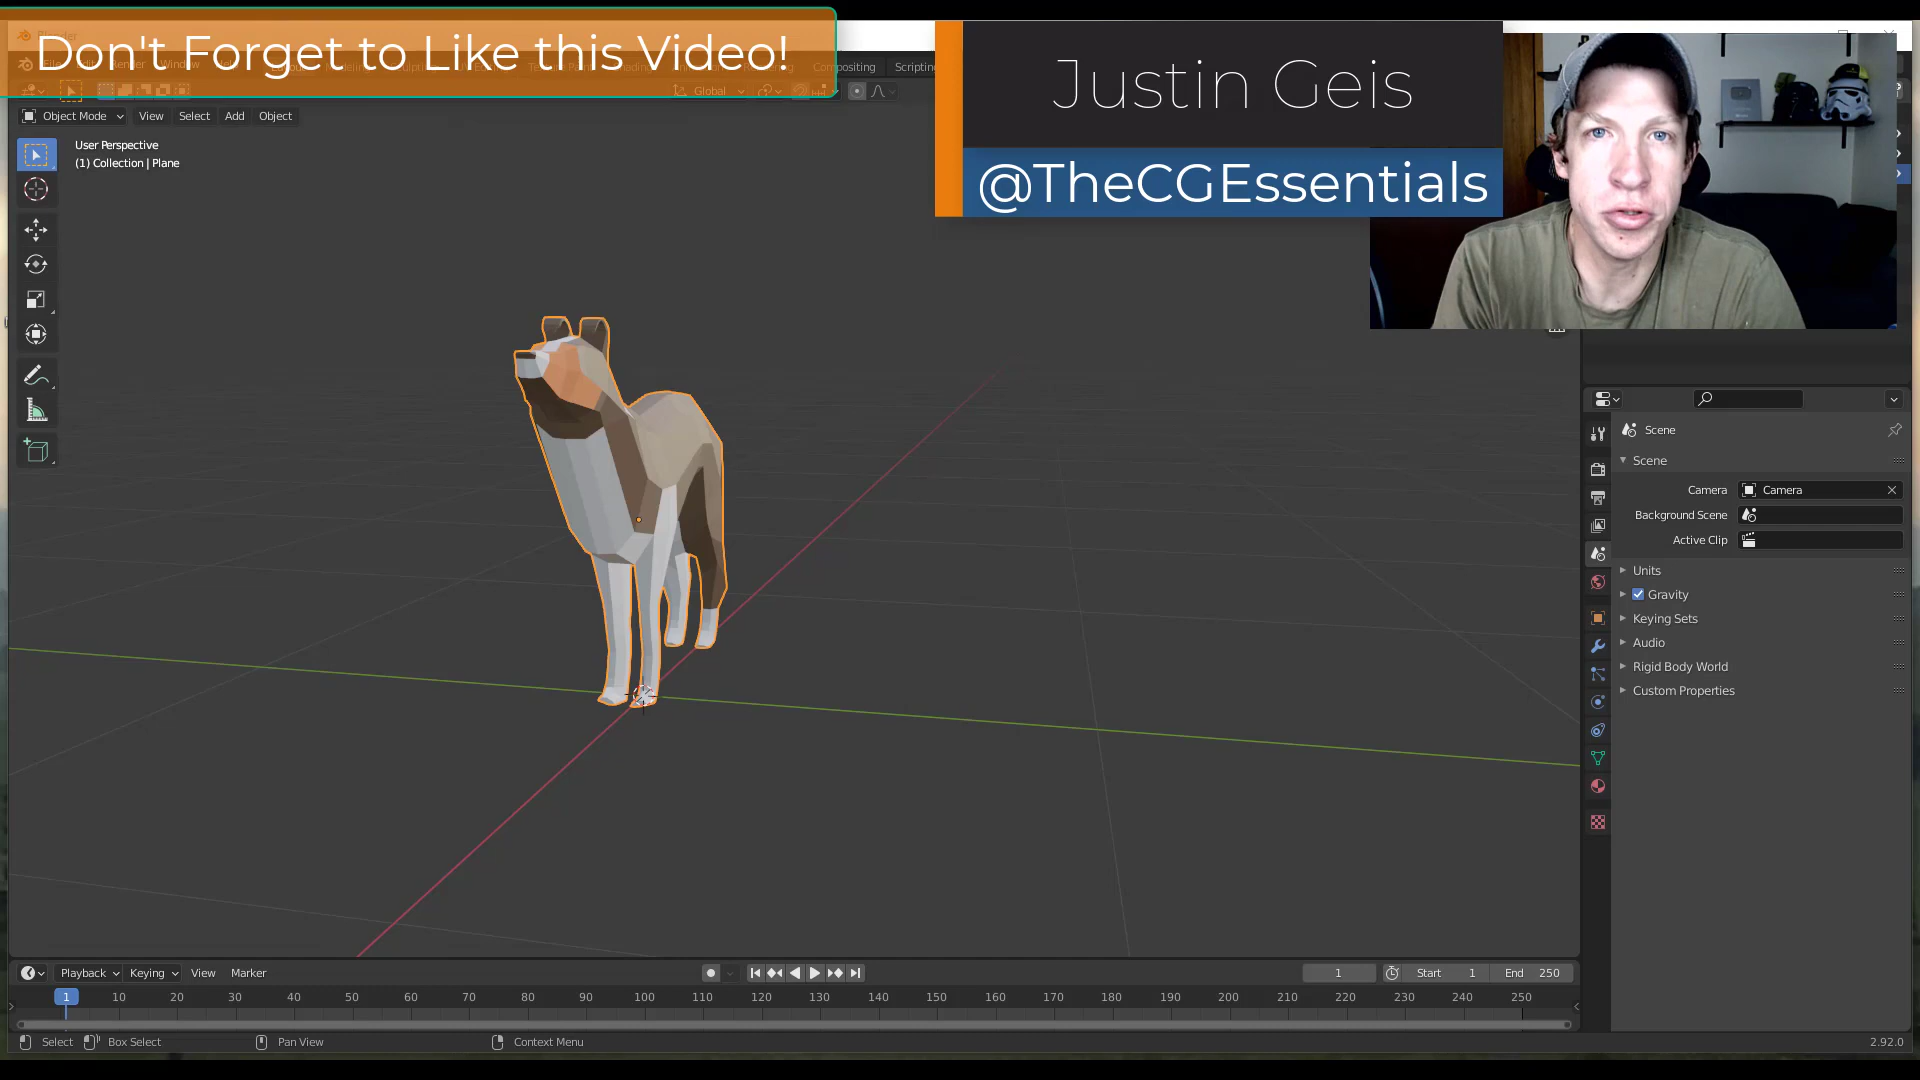 Don't Forget to Like this Video!
Justin Geis
@TheCGEssentials
Compositing
Scripting
Global
Object Mode
View
Select
Add
Object
User Perspective
(1) Collection | Plane
Scene
Scene
Camera
Camera
Background Scene
Active Clip
Units
Gravity
Keying Sets
Audio
Rigid Body World
Custom Properties
Playback
Keying
View
Marker
1
Start 1
End 250
1 10 20 30 40 50 60 70 80 90 100 110 120 130 140 150 160 170 180 190 200 210 220 230 240 250
Select
Box Select
Pan View
Context Menu
2.92.0